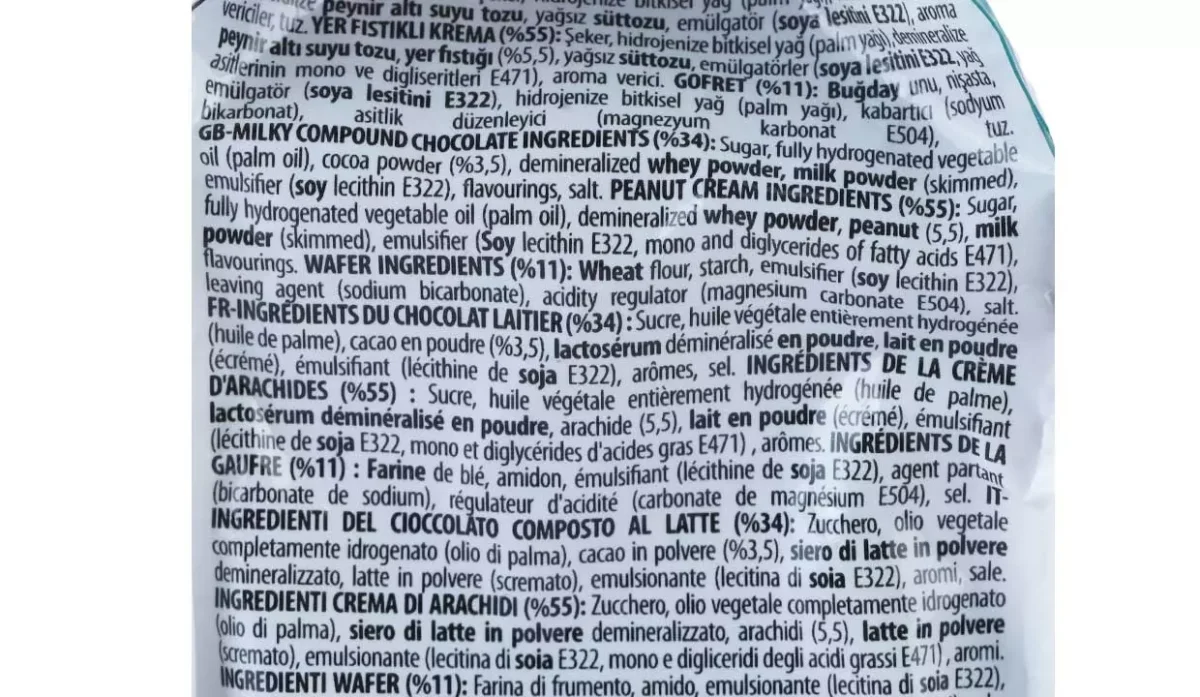 peynir altı suyu tozu, yağsız süttozu, emülgatör (soya lesitini E322), aroma
vericiler, tuz. YER FISTIKLI KREMA (%55): Şeker, hidrojenize bitkisel yağ (palm yağı), demineralize
peynir altı suyu tozu, yer fıstığı (%5,5), yağsız süttozu, emülgatörler (soya lesitini E322, yağ
asitlerinin mono ve digliseritleri E471), aroma verici. GOFRET (%11): Buğday unu, nişasta,
emülgatör (soya lesitini E322), hidrojenize bitkisel yağ (palm yağı), kabartıcı (sodyum
bikarbonat), asitlik düzenleyici (magnezyum karbonat E504), tuz.
GB-MILKY COMPOUND CHOCOLATE INGREDIENTS (%34): Sugar, fully hydrogenated vegetable
oil (palm oil), cocoa powder (%3,5), demineralized whey powder, milk powder (skimmed),
emulsifier (soy lecithin E322), flavourings, salt. PEANUT CREAM INGREDIENTS (%55): Sugar,
fully hydrogenated vegetable oil (palm oil), demineralized whey powder, peanut (5,5), milk
powder (skimmed), emulsifier (Soy lecithin E322, mono and diglycerides of fatty acids E471),
flavourings. WAFER INGREDIENTS (%11): Wheat flour, starch, emulsifier (soy lecithin E322),
leaving agent (sodium bicarbonate), acidity regulator (magnesium carbonate E504), salt.
FR-INGRÉDIENTS DU CHOCOLAT LAITIER (%34) : Sucre, huile végétale entièrement hydrogénée
(huile de palme), cacao en poudre (%3,5), lactosérum déminéralisé en poudre, lait en poudre
(écrémé), émulsifiant (lécithine de soja E322), arômes, sel. INGRÉDIENTS DE LA CRÈME
D'ARACHIDES (%55) : Sucre, huile végétale entièrement hydrogénée (huile de palme),
lactosérum déminéralisé en poudre, arachide (5,5), lait en poudre (écrémé), émulsifiant
(lécithine de soja E322, mono et diglycérides d'acides gras E471) , arômes. INGRÉDIENTS DE LA
GAUFRE (%11) : Farine de blé, amidon, émulsifiant (lécithine de soja E322), agent partant
(bicarbonate de sodium), régulateur d'acidité (carbonate de magnésium E504), sel. IT-
INGREDIENTI DEL CIOCCOLATO COMPOSTO AL LATTE (%34): Zucchero, olio vegetale
completamente idrogenato (olio di palma), cacao in polvere (%3,5), siero di latte in polvere
demineralizzato, latte in polvere (scremato), emulsionante (lecitina di soia E322), aromi, sale.
INGREDIENTI CREMA DI ARACHIDI (%55): Zucchero, olio vegetale completamente idrogenato
(olio di palma), siero di latte in polvere demineralizzato, arachidi (5,5), latte in polvere
(scremato), emulsionante (lecitina di soia E322, mono e digliceridi degli acidi grassi E471) , aromi.
INGREDIENTI WAFER (%11): Farina di frumento, amido, emulsionante (lecitina di soia E322),